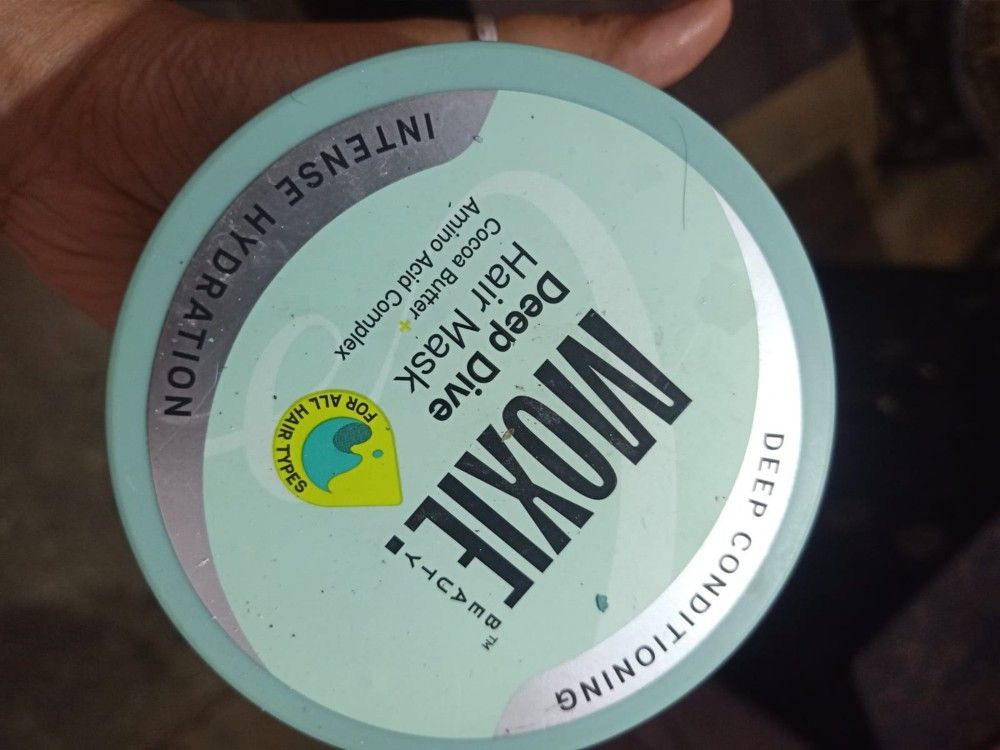 DEEP CONDITIONING
MOXIE.
BEAUTY™
Deep Dive
Hair Mask
Cocoa Butter +
Amino Acid Complex
FOR ALL HAIR TYPES
INTENSE HYDRATION